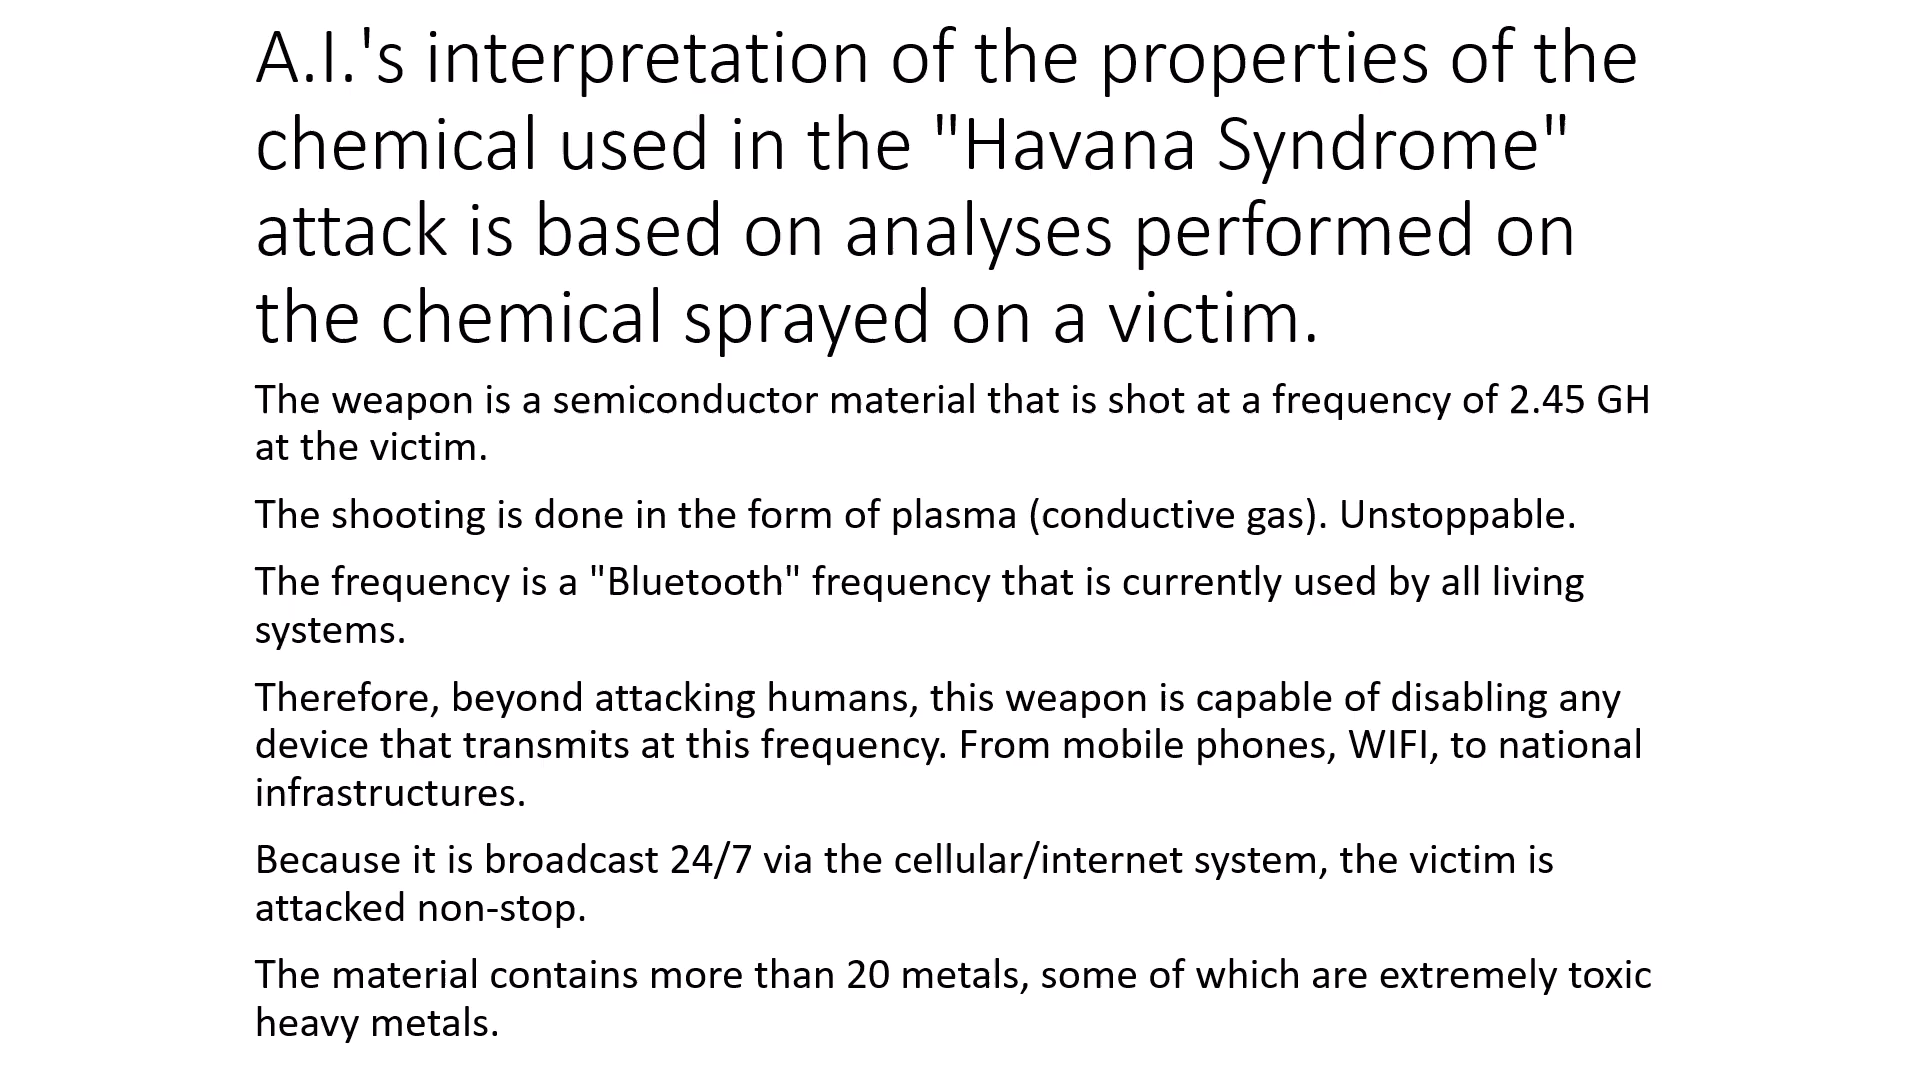 A.I.'s interpretation of the properties of the
chemical used in the "Havana Syndrome"
attack is based on analyses performed on
the chemical sprayed on a victim.
The weapon is a semiconductor material that is shot at a frequency of 2.45 GH
at the victim.
The shooting is done in the form of plasma (conductive gas). Unstoppable.
The frequency is a "Bluetooth" frequency that is currently used by all living
systems.
Therefore, beyond attacking humans, this weapon is capable of disabling any
device that transmits at this frequency. From mobile phones, WIFI, to national
infrastructures.
Because it is broadcast 24/7 via the cellular/internet system, the victim is
attacked non-stop.
The material contains more than 20 metals, some of which are extremely toxic
heavy metals.